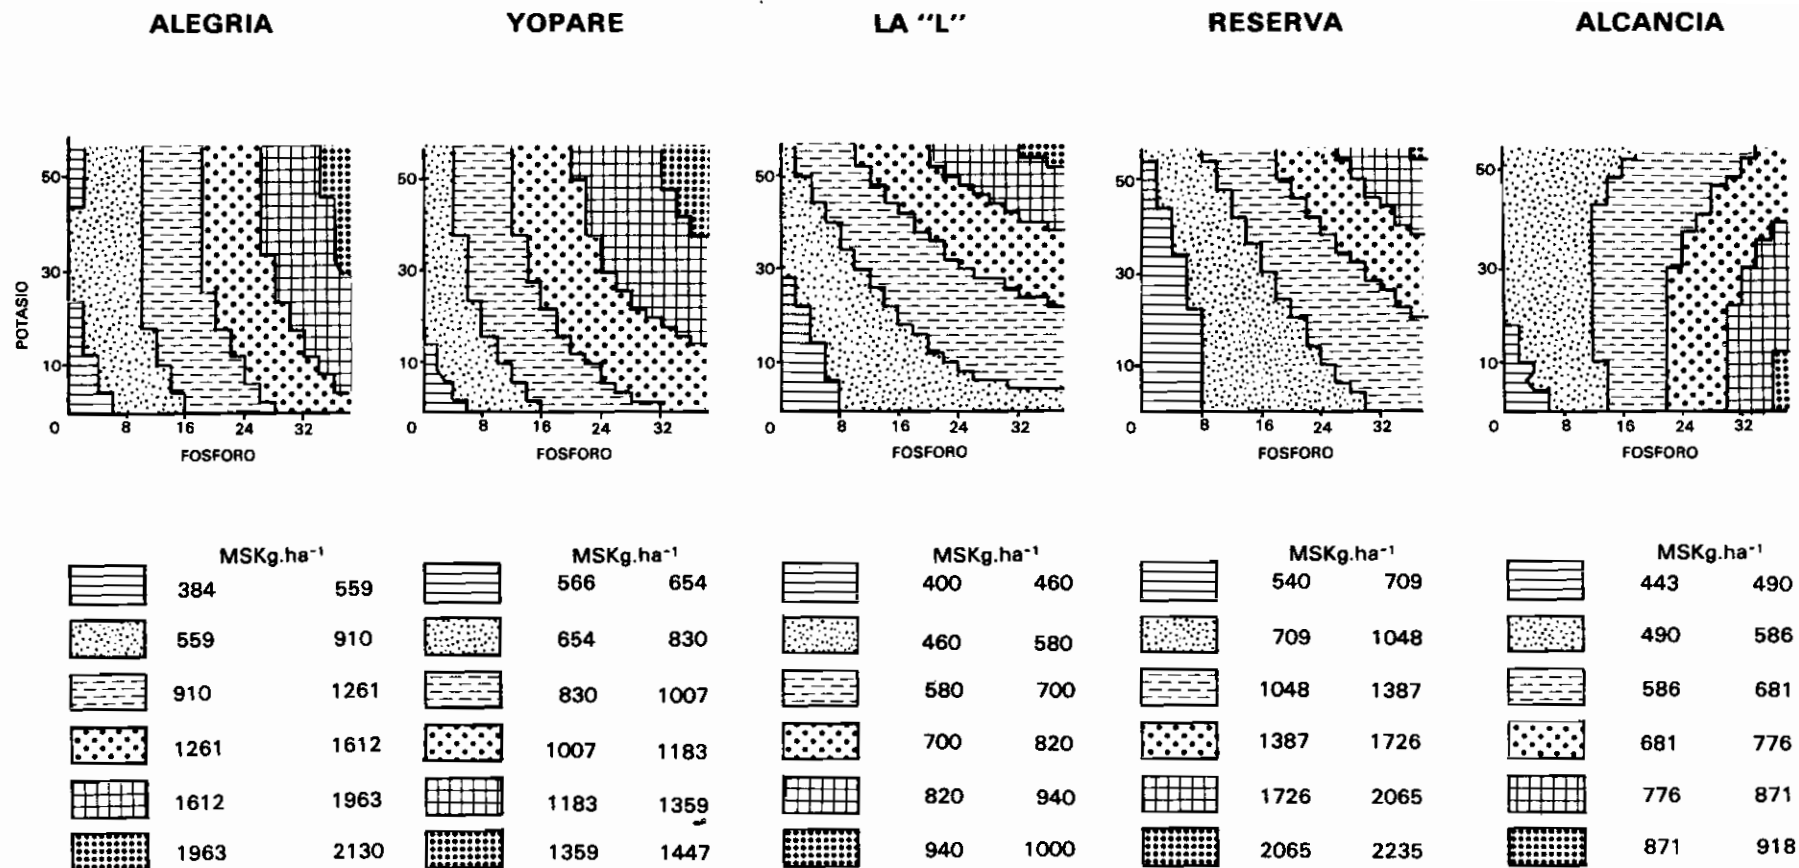 ALEGRIA YOPARE LA “L” RESERVA ALCANCIA
POTASIO
50 50 50 50 50
30 30 30 30 30
10 10 10 10 10
0 8 16 24 32 0 8 16 24 32 0 8 16 24 32 0 8 16 24 32 0 8 16 24 32
FOSFORO FOSFORO FOSFORO FOSFORO FOSFORO
MSKg.ha⁻¹ MSKg.ha⁻¹ MSKg.ha⁻¹ MSKg.ha⁻¹ MSKg.ha⁻¹
384 559 566 654 400 460 540 709 443 490
559 910 654 830 460 580 709 1048 490 586
910 1261 830 1007 580 700 1048 1387 586 681
1261 1612 1007 1183 700 820 1387 1726 681 776
1612 1963 1183 1359 820 940 1726 2065 776 871
1963 2130 1359 1447 940 1000 2065 2235 871 918